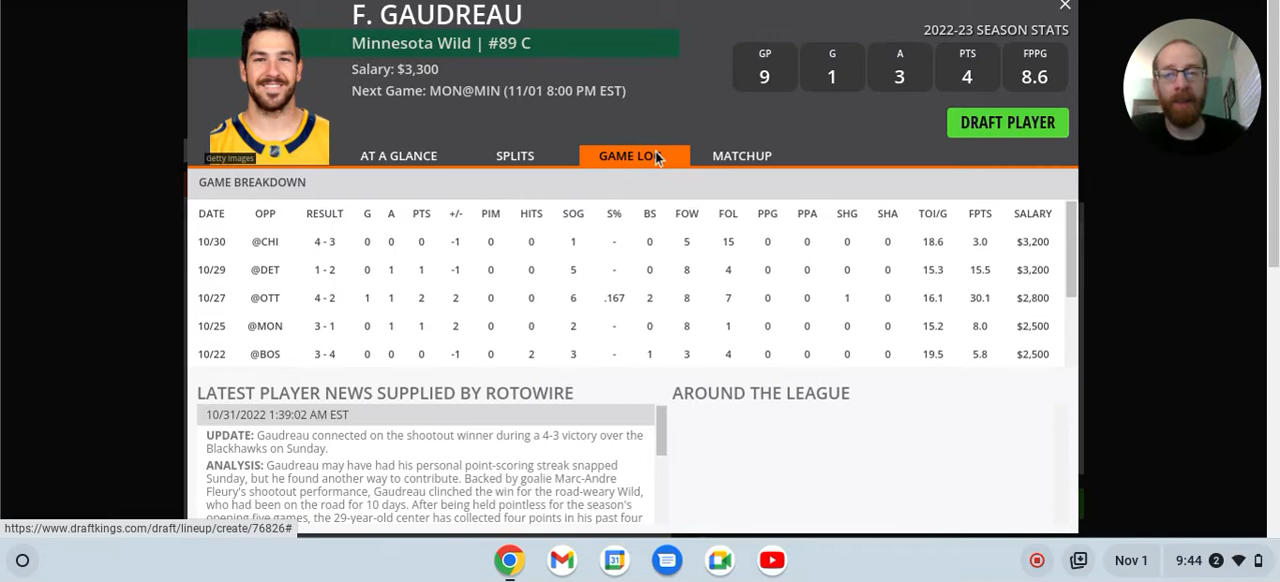 F. GAUDREAU
Minnesota Wild | #89 C
Salary: $3,300
Next Game: MON@MIN (11/01 8:00 PM EST)
2022-23 SEASON STATS
GP G A PTS FPPG
9 1 3 4 8.6
DRAFT PLAYER
Getty Images
AT A GLANCE SPLITS GAME LO MATCHUP
GAME BREAKDOWN
DATE OPP RESULT G A PTS +/- PIM HITS SOG S% BS FOW FOL PPG PPA SHG SHA TOI/G FPTS SALARY
10/30 @CHI 4 - 3 0 0 0 -1 0 0 1 - 0 5 15 0 0 0 0 18.6 3.0 $3,200
10/29 @DET 1 - 2 0 1 1 -1 0 0 5 - 0 8 4 0 0 0 0 15.3 15.5 $3,200
10/27 @OTT 4 - 2 1 1 2 2 0 0 6 .167 2 8 7 0 0 1 0 16.1 30.1 $2,800
10/25 @MON 3 - 1 0 1 1 2 0 0 2 - 0 8 1 0 0 0 0 15.2 8.0 $2,500
10/22 @BOS 3 - 4 0 0 0 -1 0 2 3 - 1 3 4 0 0 0 0 19.5 5.8 $2,500
LATEST PLAYER NEWS SUPPLIED BY ROTOWIRE
10/31/2022 1:39:02 AM EST
UPDATE: Gaudreau connected on the shootout winner during a 4-3 victory over the
Blackhawks on Sunday.
ANALYSIS: Gaudreau may have had his personal point-scoring streak snapped
Sunday, but he found another way to contribute. Backed by goalie Marc-Andre
Fleury's shootout performance, Gaudreau clinched the win for the road-weary Wild,
who had been on the road for 10 days. After being held pointless for the season's
opening five games, the 29-year-old center has collected four points in his past four
AROUND THE LEAGUE
https://www.draftkings.com/draft/lineup/create/76826#
31
Nov 1 9:44 2